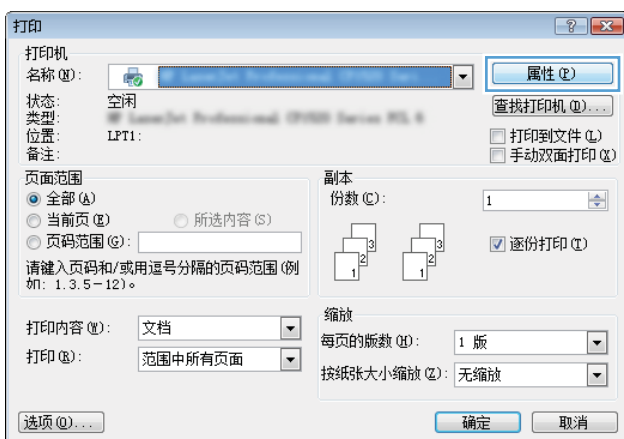 打印
打印机
名称(N):
属性(P)
状态: 空闲
查找打印机(D)...
类型:
位置: LPT1:
打印到文件(L)
备注:
手动双面打印(X)
页面范围
全部(A)
当前页(E) 所选内容(S)
页码范围(G):
请键入页码和/或用逗号分隔的页码范围(例
如: 1.3.5-12)。
副本
份数(C): 1
逐份打印(T)
1 2 3 1 2 3
打印内容(W): 文档
打印(R): 范围中所有页面
缩放
每页的版数(H): 1 版
按纸张大小缩放(Z): 无缩放
选项(O)...
确定 取消